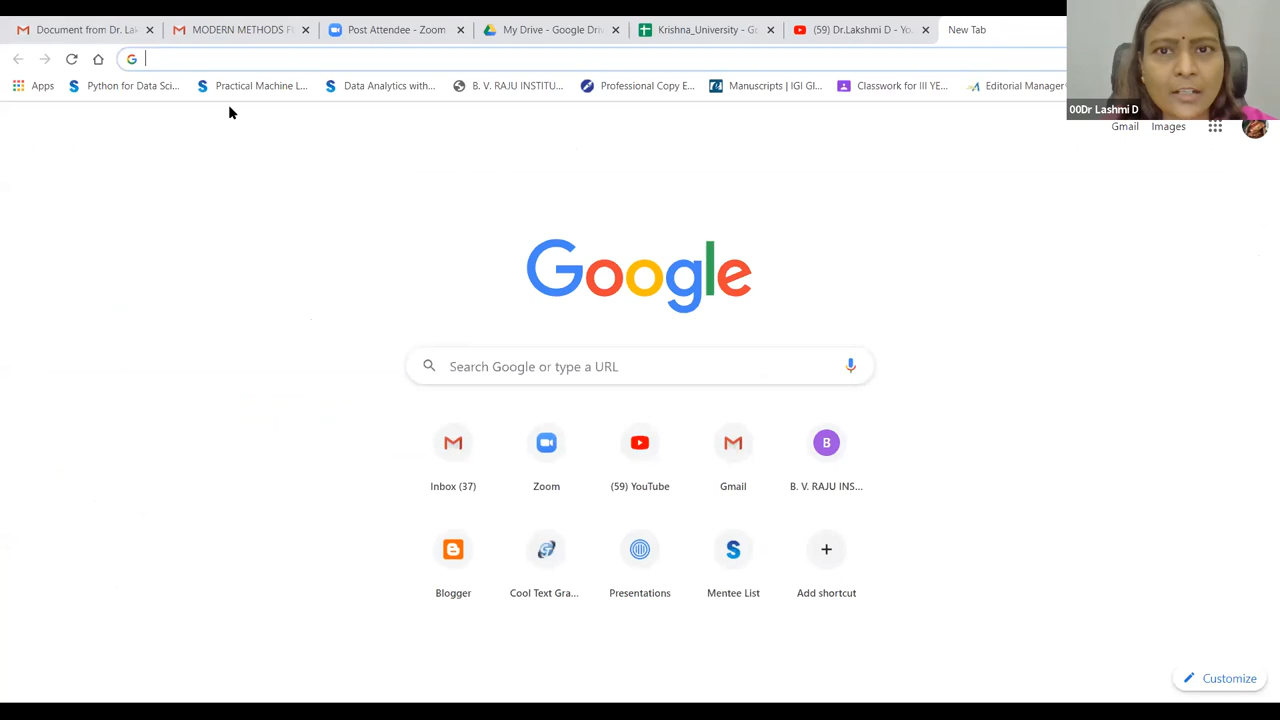 Document from Dr. Lak
MODERN METHODS F
Post Attendee - Zoom
My Drive - Google Driv
Krishna_University - Go
(59) Dr.Lakshmi D - Yo
New Tab
Apps
Python for Data Sci...
Practical Machine L...
Data Analytics with...
B. V. RAJU INSTITU...
Professional Copy E...
Manuscripts | IGI Gl...
Classwork for III YE...
Editorial Manager
00Dr Lashmi D
Gmail
Images
Google
Search Google or type a URL
Inbox (37)
Zoom
(59) YouTube
Gmail
B
B. V. RAJU INS...
Blogger
Cool Text Gra...
Presentations
Mentee List
Add shortcut
Customize